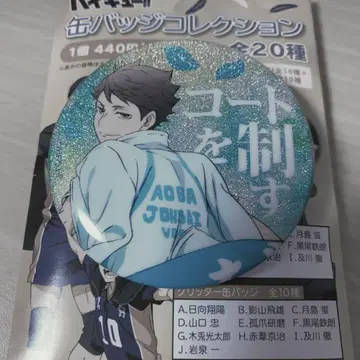 ハイキュー!!
缶バッジコレクション
1個 440円
全20種
コート
を制す
AOBA
JOHSAI
C.月島 蛍
F.黒尾鉄朗
I.及川 徹
グリッター缶バッジ 全10種
A.日向翔陽 B.影山飛雄 C.月島 蛍
D.山口 忠 E.孤爪研磨 F.黒尾鉄朗
G.木兎光太郎 H.赤葦京治 I.及川 徹
J.岩泉 一
10